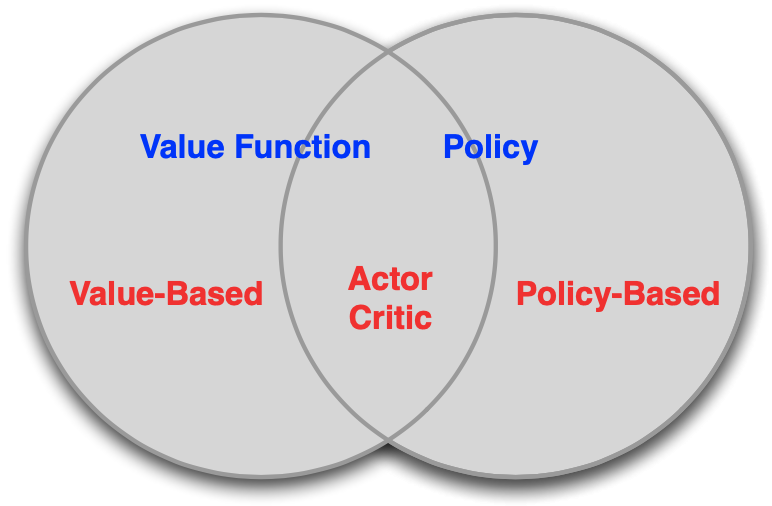 Value Function
Policy
Value-Based
Actor
Critic
Policy-Based